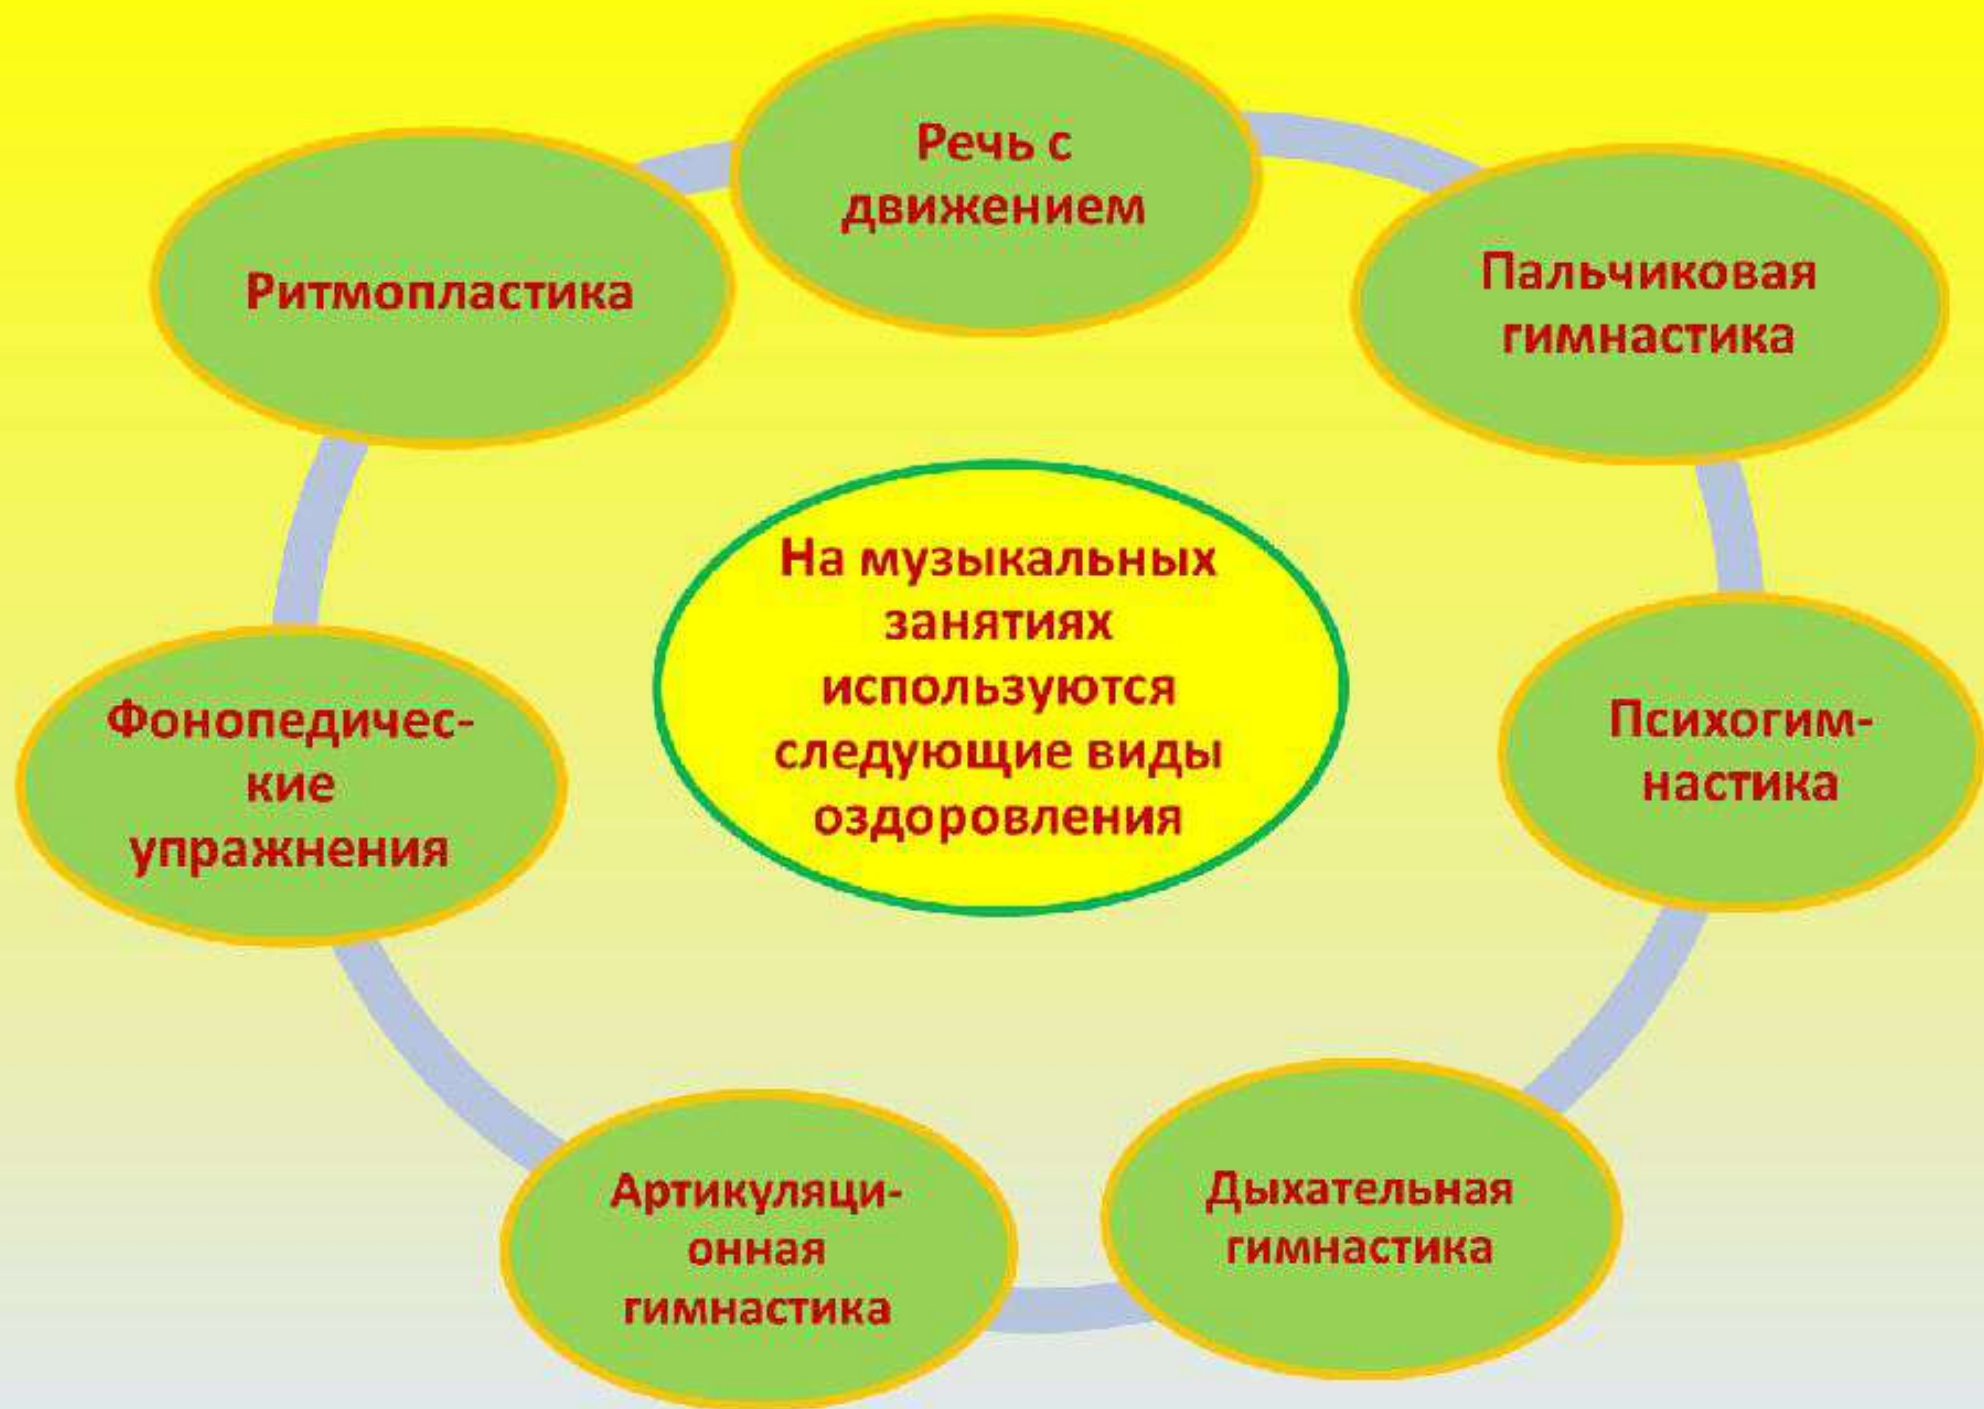 Речь с
движением
Пальчиковая
гимнастика
Психогим-
настика
Дыхательная
гимнастика
Артикуляци-
онная
гимнастика
Фонопедичес-
кие
упражнения
Ритмопластика
На музыкальных
занятиях
используются
следующие виды
оздоровления